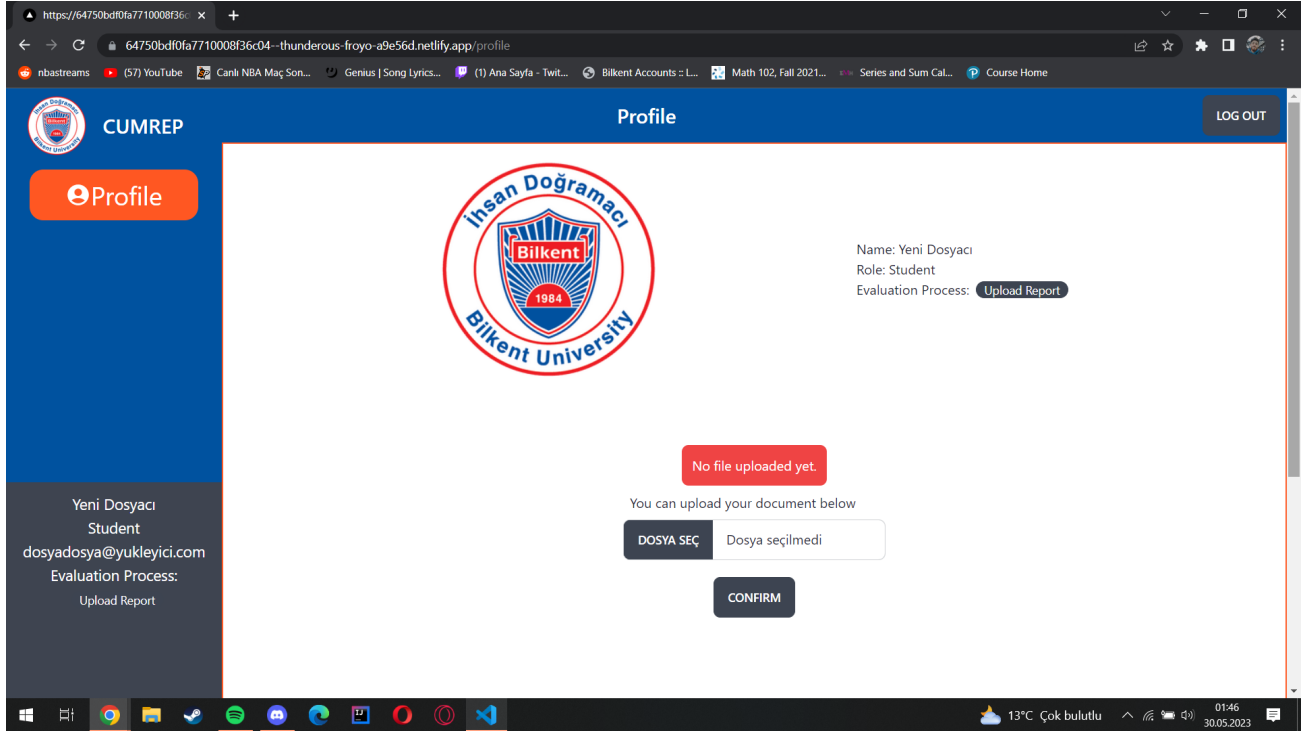 https://64750bdf0fa7710008f36c
64750bdf0fa7710008f36c04--thunderous-froyo-a9e56d.netlify.app/profile
nbastreams
(57) YouTube
Canlı NBA Maç Son...
Genius | Song Lyrics...
(1) Ana Sayfa - Twit...
Bilkent Accounts :: L...
Math 102, Fall 2021...
Series and Sum Cal...
Course Home
CUMREP
Profile
LOG OUT
Profile
İhsan Doğramacı
Bilkent
1984
Bilkent University
Name: Yeni Dosyacı
Role: Student
Evaluation Process: Upload Report
No file uploaded yet.
You can upload your document below
DOSYA SEÇ Dosya seçilmedi
CONFIRM
Yeni Dosyacı
Student
dosyadosya@yukleyici.com
Evaluation Process:
Upload Report
13°C Çok bulutlu
01:46
30.05.2023